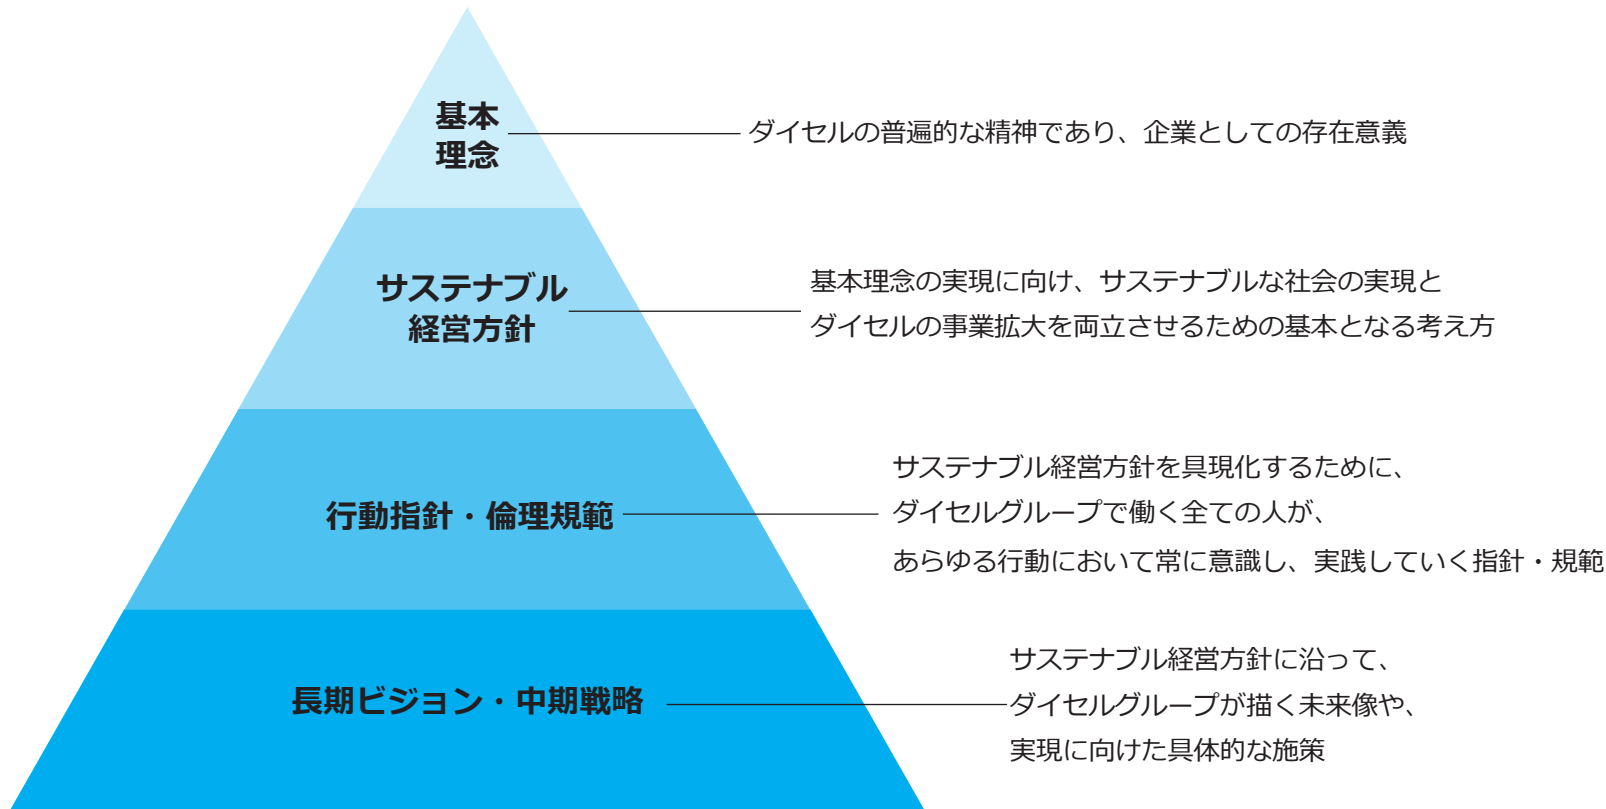 基本
理念
ダイセルの普遍的な精神であり、企業としての存在意義
サステナブル
経営方針
基本理念の実現に向け、サステナブルな社会の実現と
ダイセルの事業拡大を両立させるための基本となる考え方
行動指針・倫理規範
サステナブル経営方針を具現化するために、
ダイセルグループで働く全ての人が、
あらゆる行動において常に意識し、実践していく指針・規範
長期ビジョン・中期戦略
サステナブル経営方針に沿って、
ダイセルグループが描く未来像や、
実現に向けた具体的な施策